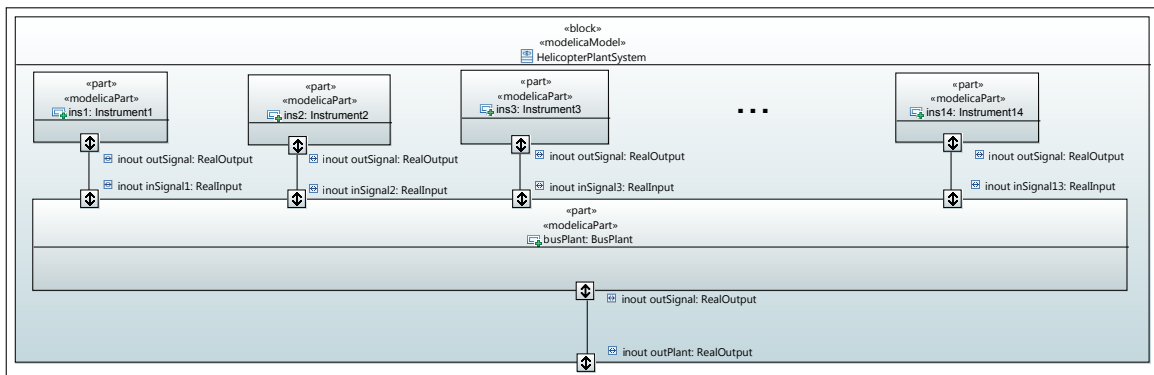 «block»
«modelicaModel»
HelicopterPlantSystem
«part»
«modelicaPart»
ins1: Instrument1
«part»
«modelicaPart»
ins2: Instrument2
«part»
«modelicaPart»
ins3: Instrument3
...
«part»
«modelicaPart»
ins14: Instrument14
inout outSignal: RealOutput
inout outSignal: RealOutput
inout outSignal: RealOutput
inout outSignal: RealOutput
inout inSignal1: RealInput
inout inSignal2: RealInput
inout inSignal3: RealInput
inout inSignal13: RealInput
«part»
«modelicaPart»
busPlant: BusPlant
inout outSignal: RealOutput
inout outPlant: RealOutput